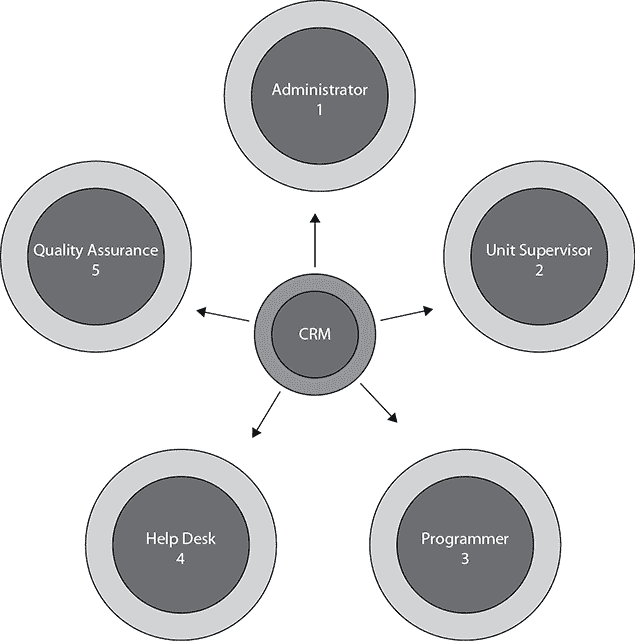 Administrator
1
Quality Assurance
5
Unit Supervisor
2
CRM
Help Desk
4
Programmer
3